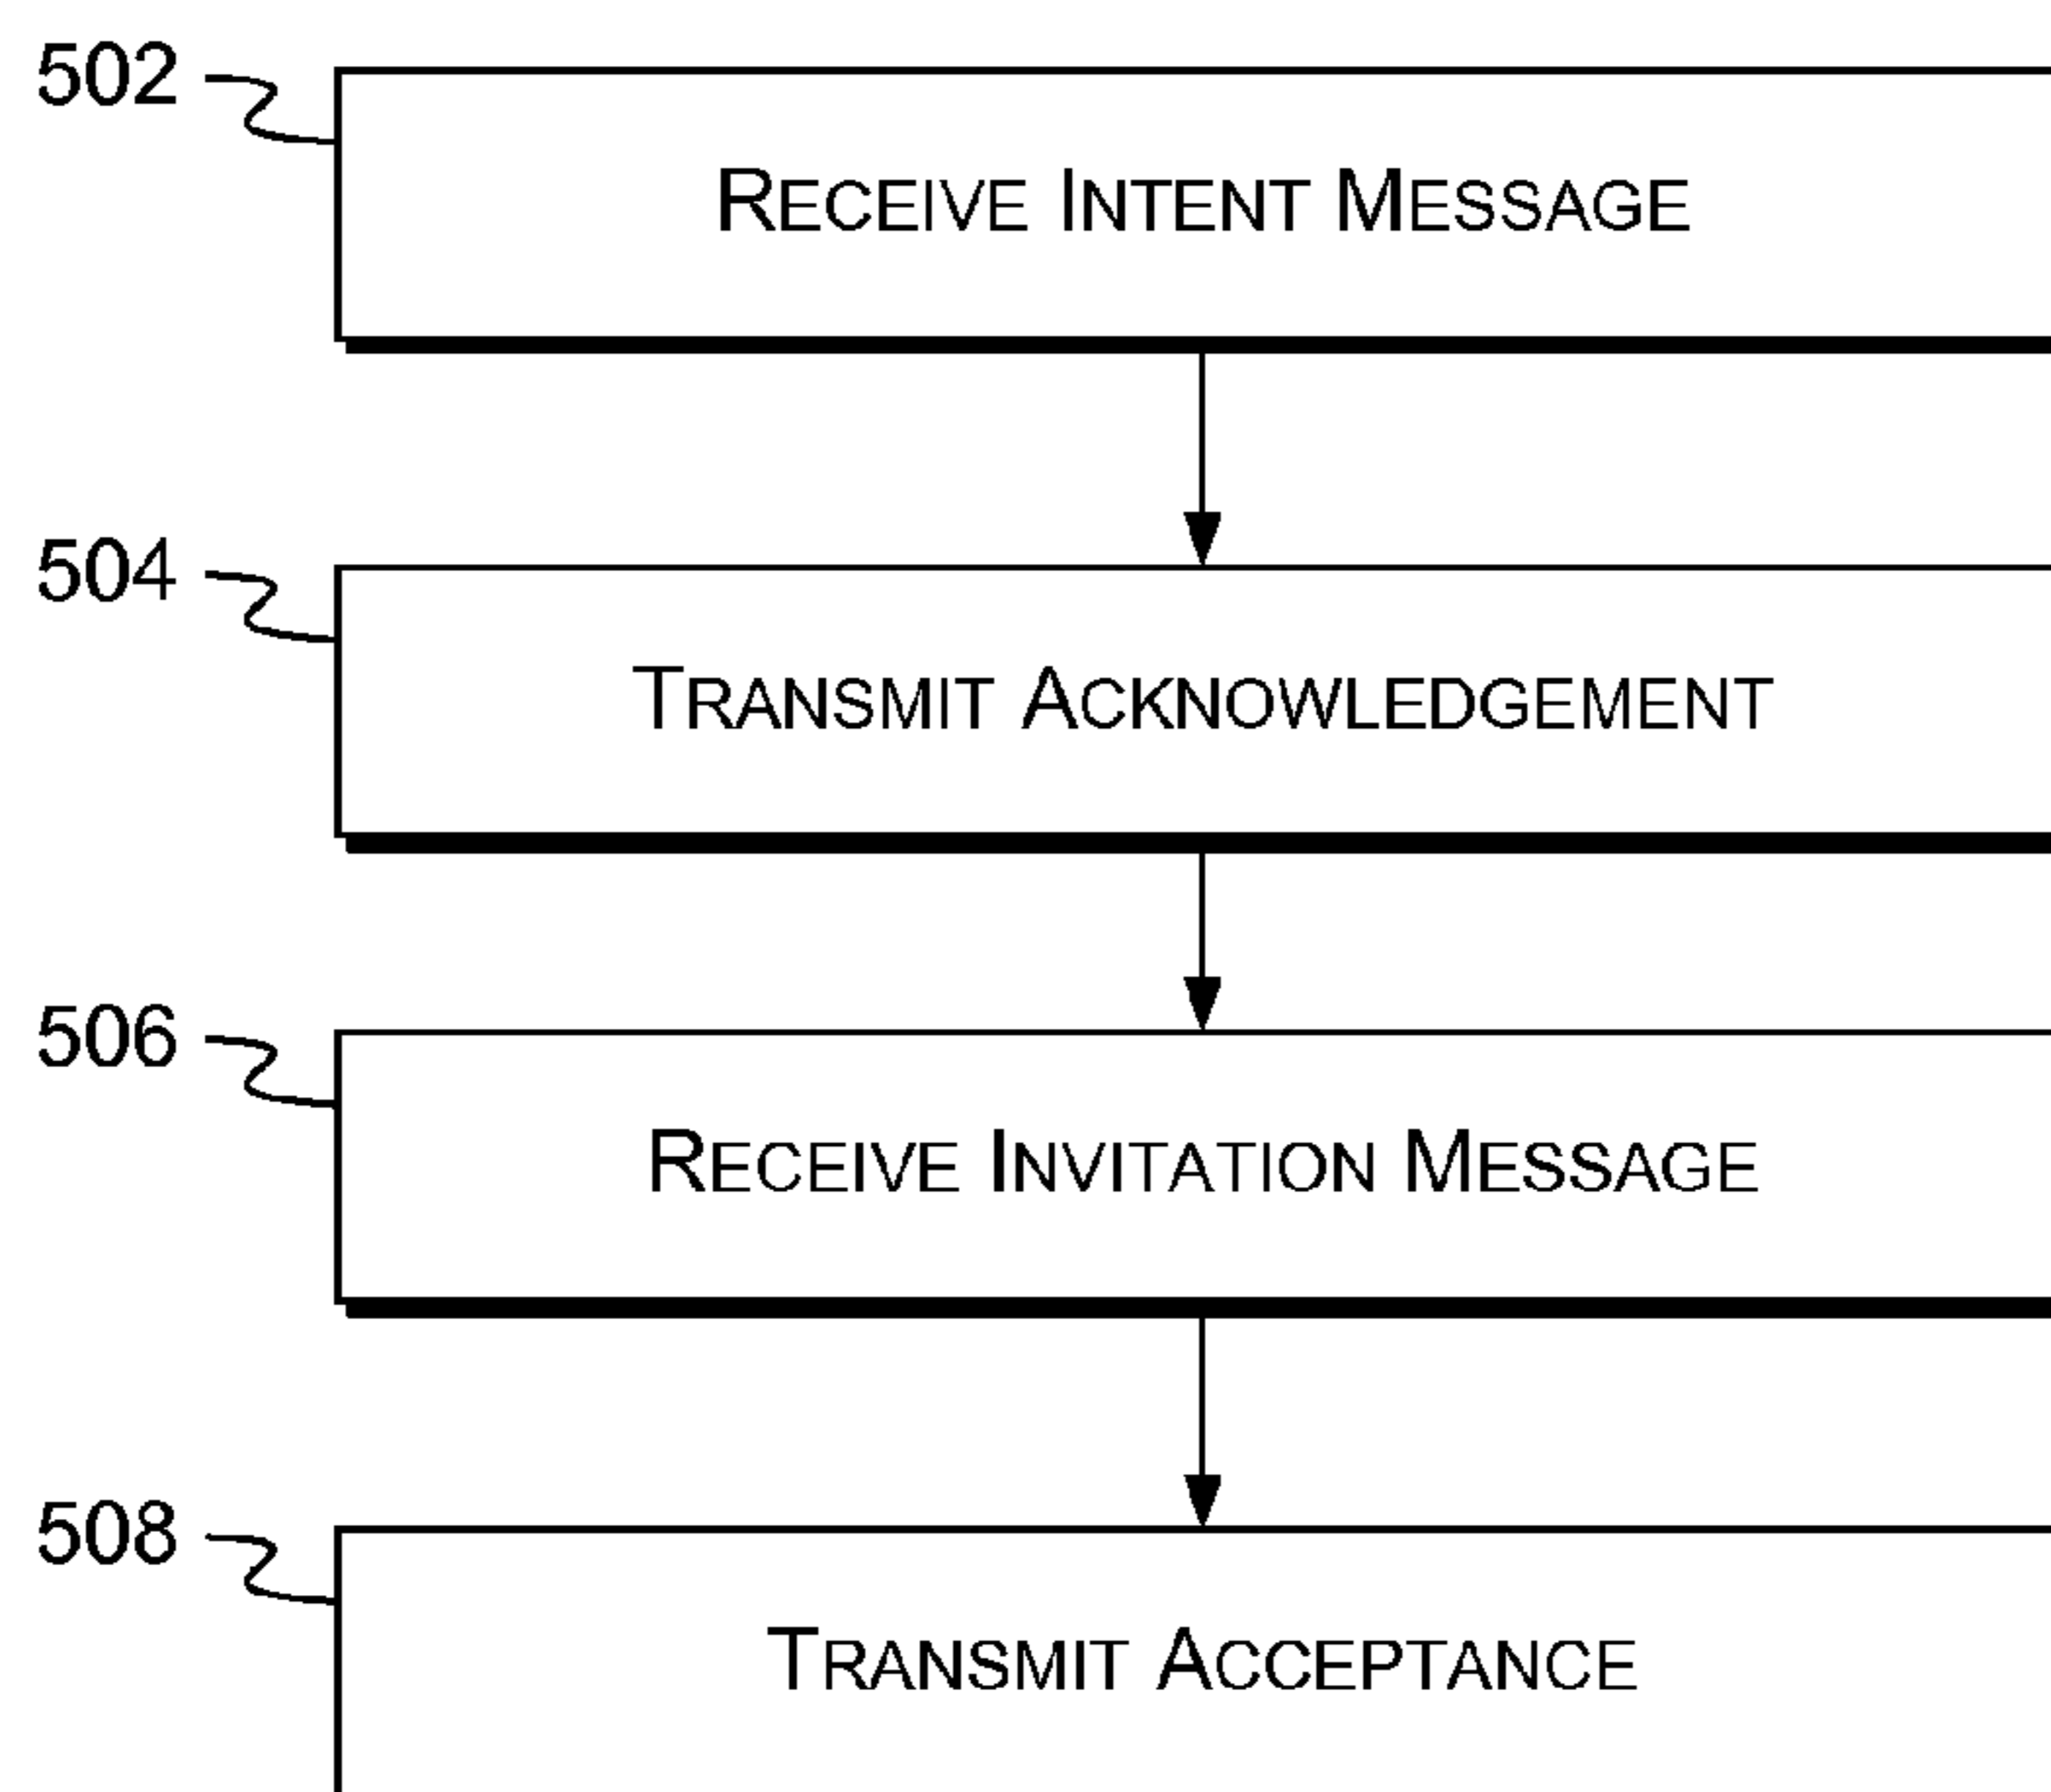 502
RECEIVE INTENT MESSAGE
504
TRANSMIT ACKNOWLEDGEMENT
506
RECEIVE INVITATION MESSAGE
508
TRANSMIT ACCEPTANCE